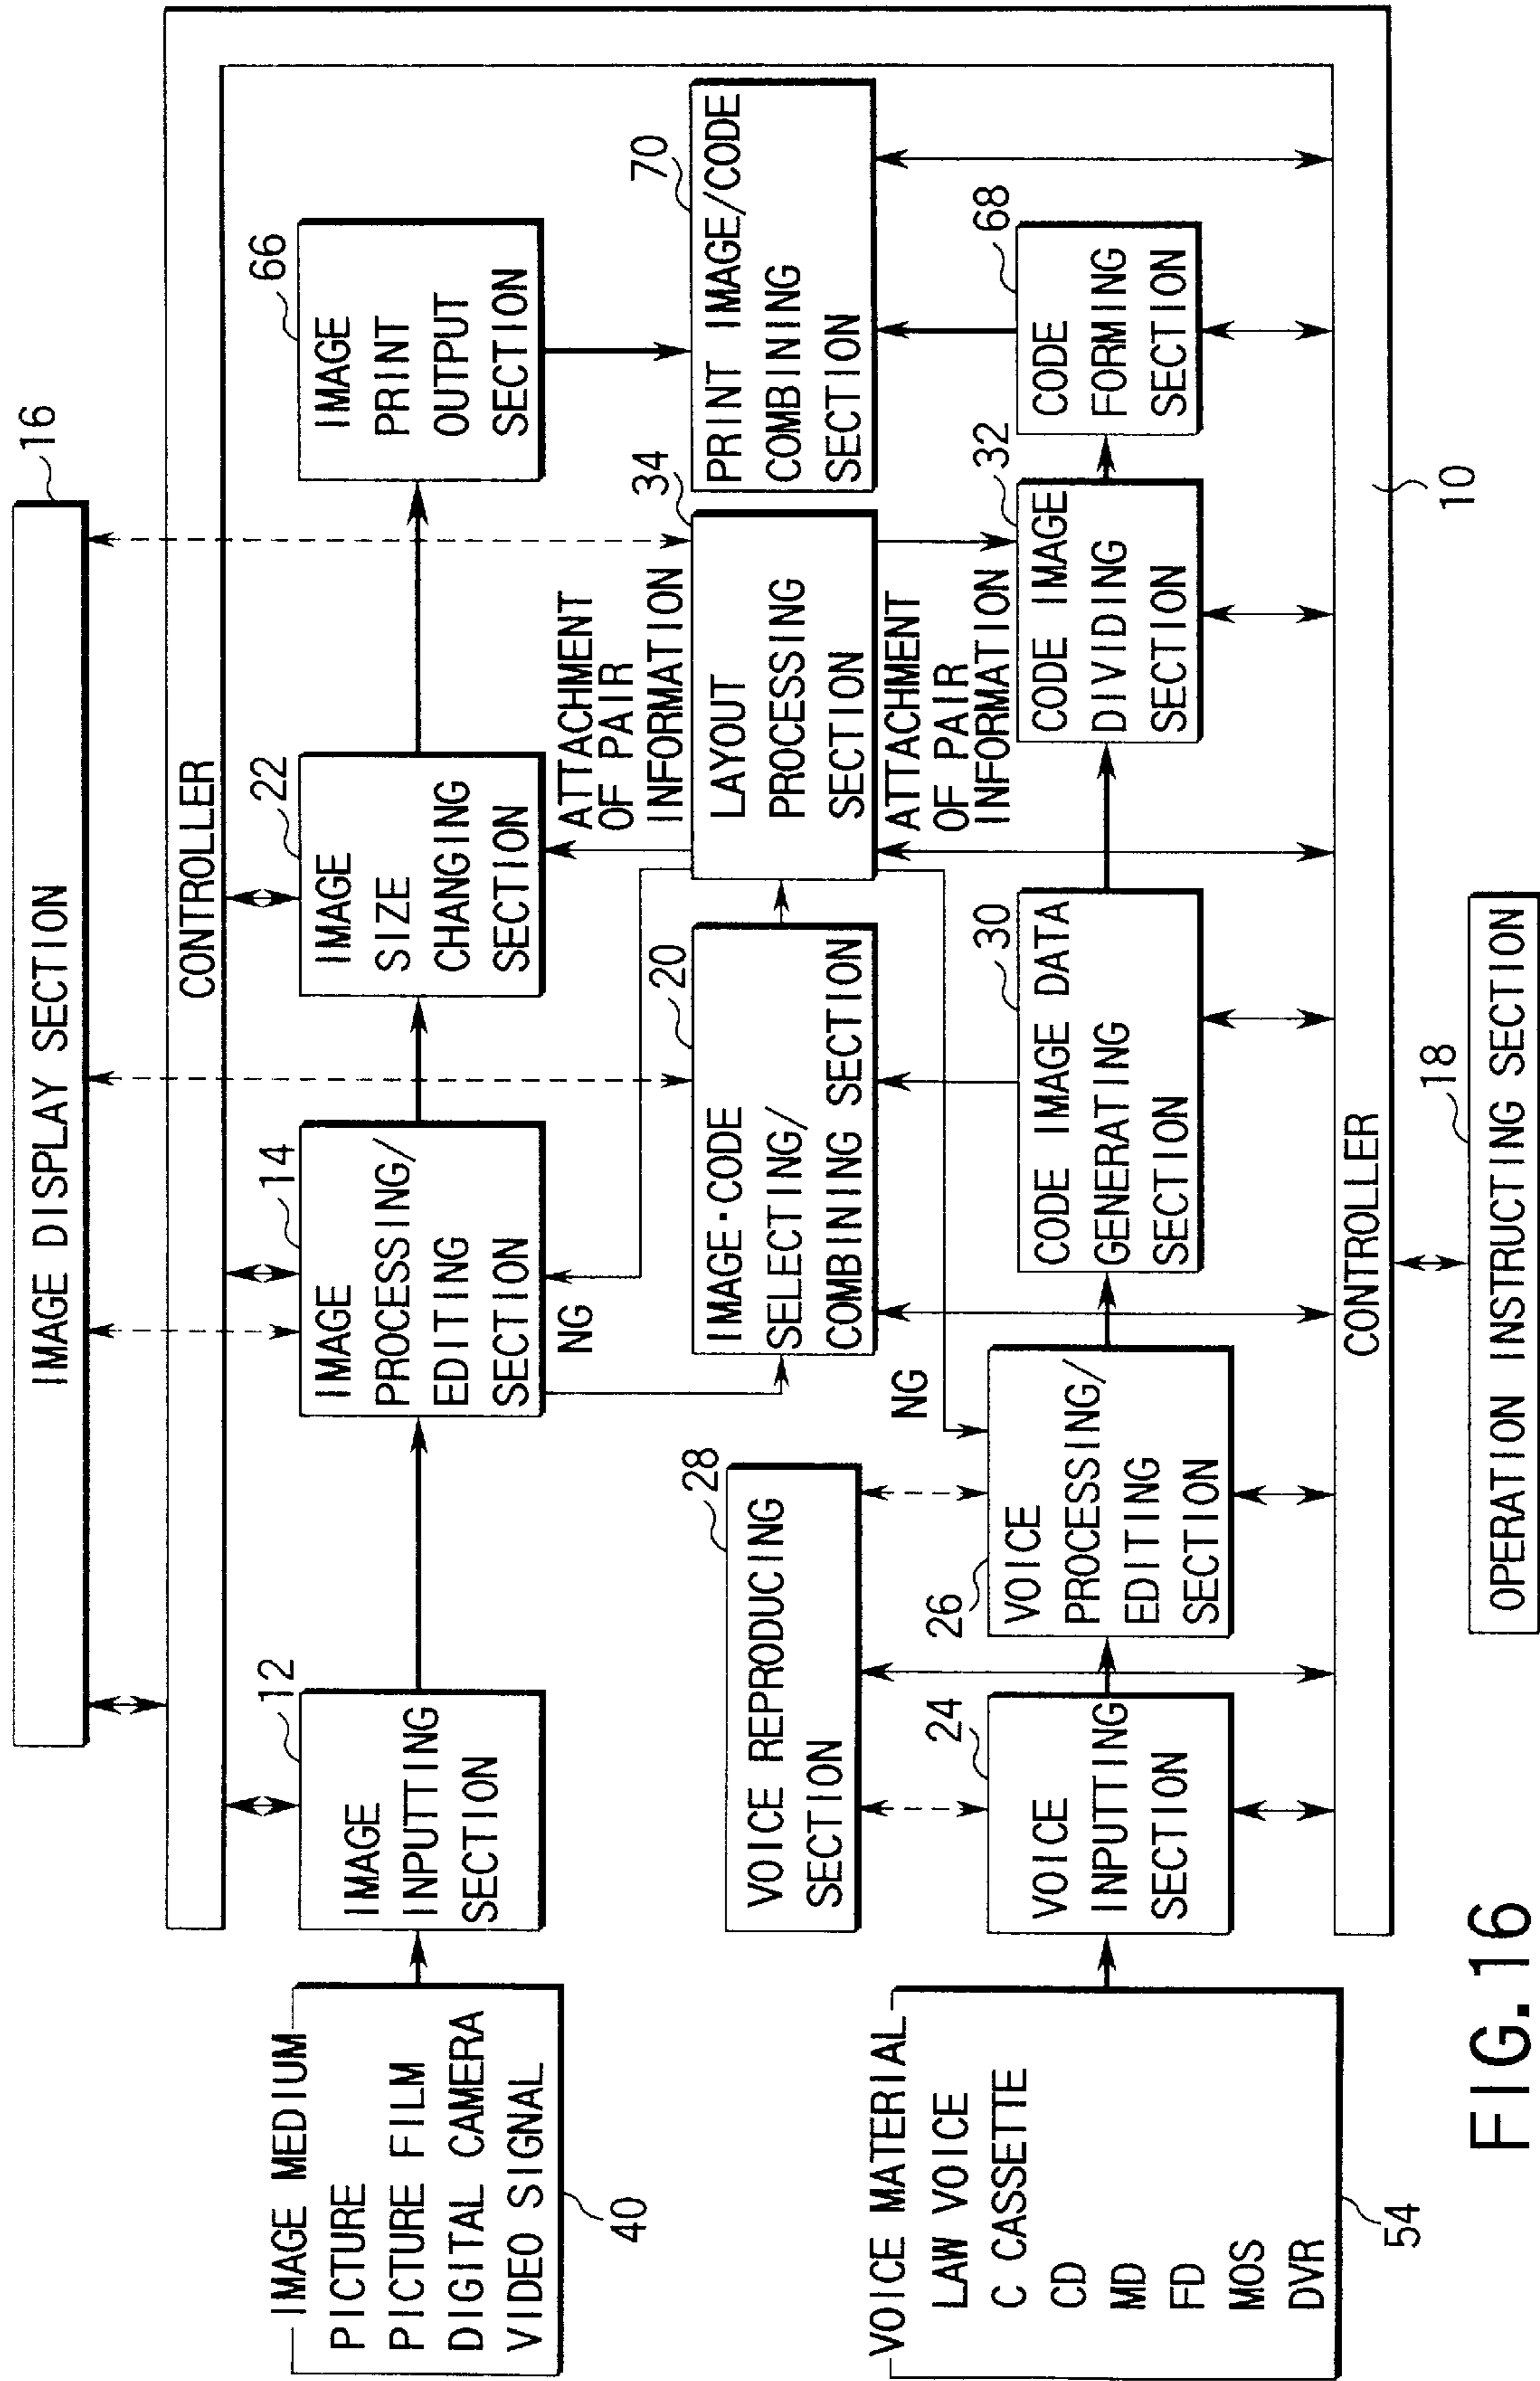 IMAGE DISPLAY SECTION
16
CONTROLLER
IMAGE MEDIUM
PICTURE
PICTURE FILM
DIGITAL CAMERA
VIDEO SIGNAL
40
12
IMAGE
INPUTTING
SECTION
14
IMAGE
PROCESSING/
EDITING
SECTION
NG
22
IMAGE
SIZE
CHANGING
SECTION
66
IMAGE
PRINT
OUTPUT
SECTION
ATTACHMENT
OF PAIR
INFORMATION
28
VOICE REPRODUCING
SECTION
20
IMAGE·CODE
SELECTING/
COMBINING SECTION
34
LAYOUT
PROCESSING
SECTION
70
PRINT IMAGE/CODE
COMBINING
SECTION
NG
ATTACHMENT
OF PAIR
INFORMATION
VOICE MATERIAL
LAW VOICE
C CASSETTE
CD
MD
FD
MOS
DVR
54
24
VOICE
INPUTTING
SECTION
26
VOICE
PROCESSING/
EDITING
SECTION
30
CODE IMAGE DATA
GENERATING
SECTION
32
CODE IMAGE
DIVIDING
SECTION
68
CODE
FORMING
SECTION
CONTROLLER
10
18
OPERATION INSTRUCTING SECTION
FIG. 16